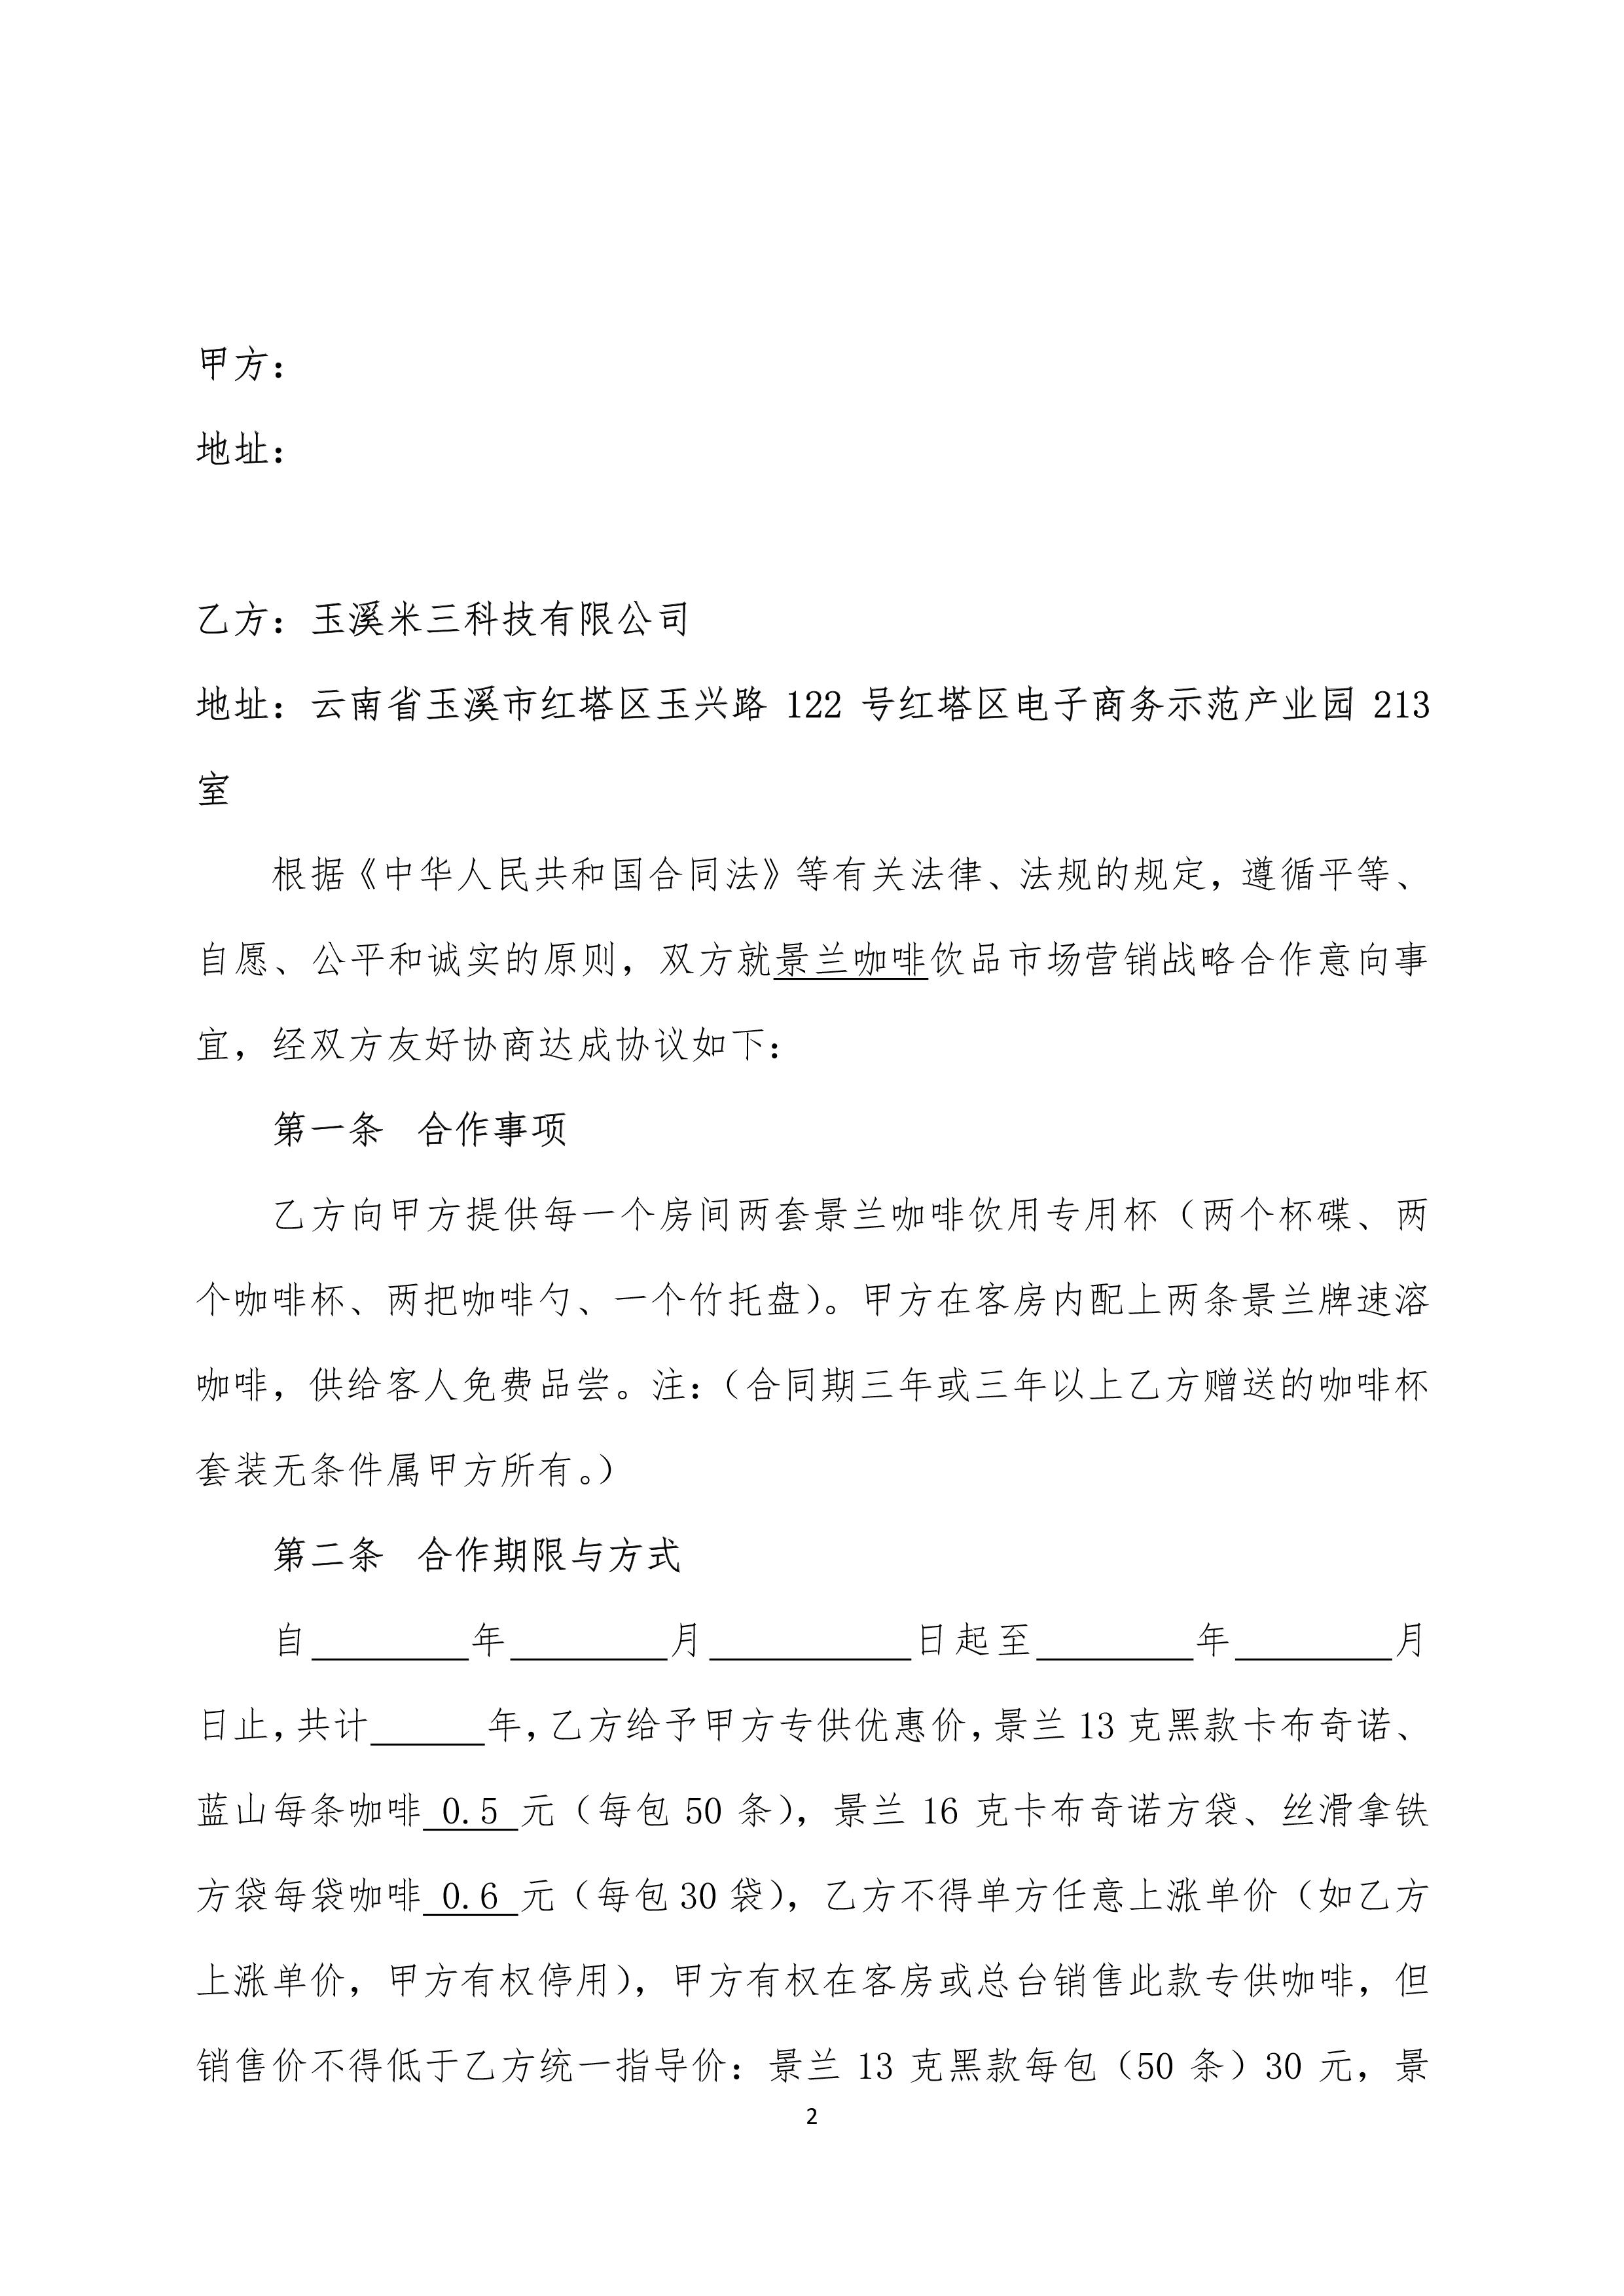 甲方：
地址：
乙方：玉溪米三科技有限公司
地址：云南省玉溪市红塔区玉兴路 122 号红塔区电子商务示范产业园 213
室
根据《中华人民共和国合同法》等有关法律、法规的规定，遵循平等、
自愿、公平和诚实的原则，双方就景兰咖啡饮品市场营销战略合作意向事
宜，经双方友好协商达成协议如下：
第一条 合作事项
乙方向甲方提供每一个房间两套景兰咖啡饮用专用杯（两个杯碟、两
个咖啡杯、两把咖啡勺、一个竹托盘）。甲方在客房内配上两条景兰牌速溶
咖啡，供给客人免费品尝。注：（合同期三年或三年以上乙方赠送的咖啡杯
套装无条件属甲方所有。）
第二条 合作期限与方式
自________年________月__________日起至________年________月
日止，共计______年，乙方给予甲方专供优惠价，景兰 13 克黑款卡布奇诺、
蓝山每条咖啡 0.5 元（每包 50 条），景兰 16 克卡布奇诺方袋、丝滑拿铁
方袋每袋咖啡 0.6 元（每包 30 袋），乙方不得单方任意上涨单价（如乙方
上涨单价，甲方有权停用），甲方有权在客房或总台销售此款专供咖啡，但
销售价不得低于乙方统一指导价：景兰 13 克黑款每包（50 条）30 元，景
2